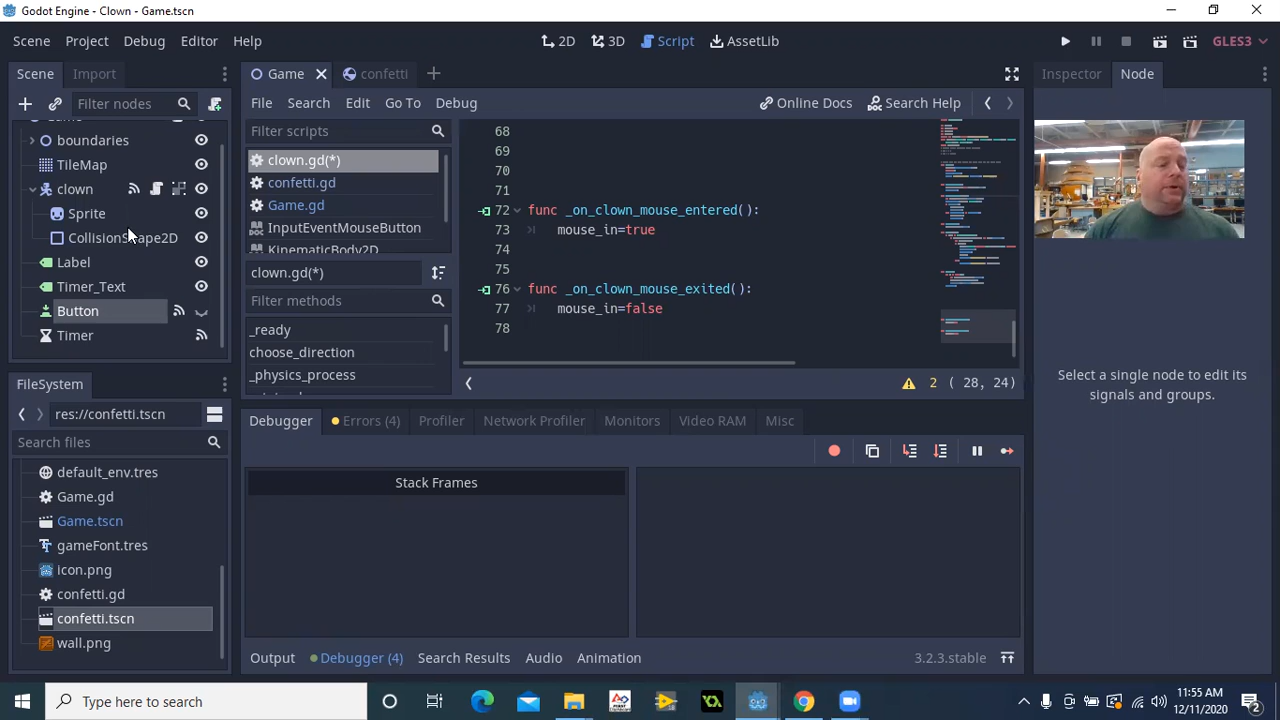 Godot Engine - Clown - Game.tscn
Scene Project Debug Editor Help
2D 3D Script AssetLib
GLES3
Scene Import
Filter nodes
boundaries
TileMap
clown
Sprite
CollisionShape2D
Label
Timer_Text
Button
Timer
FileSystem
res://confetti.tscn
Search files
default_env.tres
Game.gd
Game.tscn
gameFont.tres
icon.png
confetti.gd
confetti.tscn
wall.png
Game confetti
File Search Edit Go To Debug
Online Docs Search Help
Filter scripts
clown.gd(*)
confetti.gd
Game.gd
InputEventMouseButton
clown.gd(*)
Filter methods
_ready
choose_direction
_physics_process
68
69
71
func _on_clown_mouse_entered():
73 mouse_in=true
74
75
76 func _on_clown_mouse_exited():
77 mouse_in=false
78
2 ( 28, 24)
Debugger Errors (4) Profiler Network Profiler Monitors Video RAM Misc
Stack Frames
Output Debugger (4) Search Results Audio Animation 3.2.3.stable
Inspector Node
Select a single node to edit its
signals and groups.
Type here to search
11:55 AM
12/11/2020
2